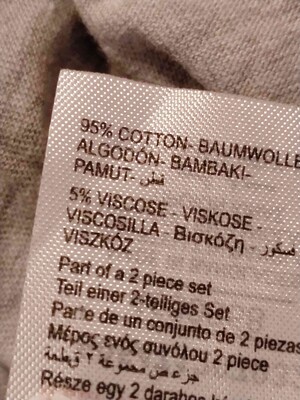 95% COTTON- BAUMWOLLE
ALGODÓN- BAMBAKI-
PAMUT- قطن
5% VISCOSE - VISKOSE -
VISCOSILLA - Βισκόζη - فسكوز
VISZKÓZ
Part of a 2 piece set
Teil einer 2-teiliges Set
Parte de un conjunto de 2 piezas
Μέρος ενός συνόλου 2 piece
جزء من مجموعة ٢ قطعة
Része egy 2 darabos